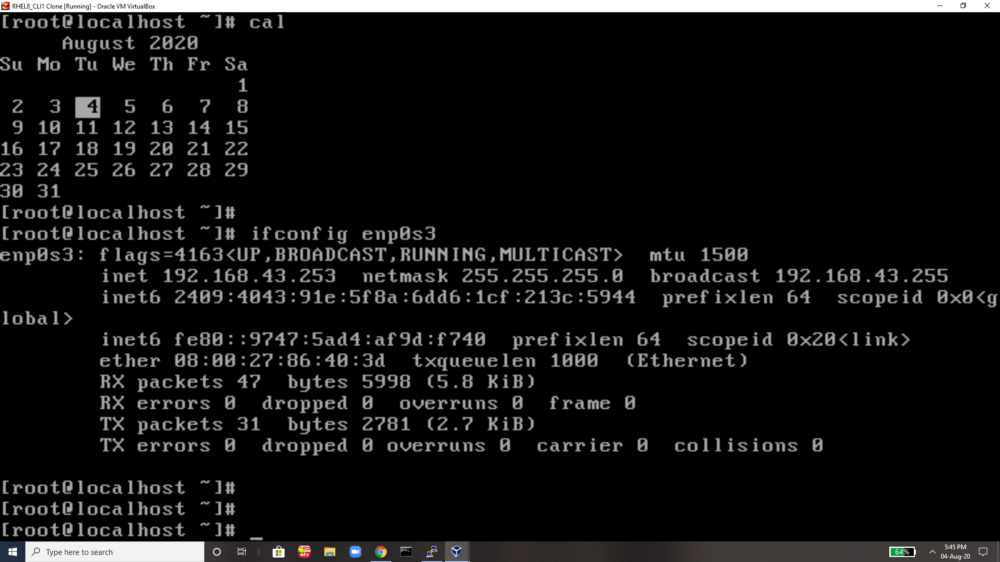 RHEL8_CLI1 Clone [Running] - Oracle VM VirtualBox
[root@localhost ~]# cal
August 2020
Su Mo Tu We Th Fr Sa
1
2 3 4 5 6 7 8
9 10 11 12 13 14 15
16 17 18 19 20 21 22
23 24 25 26 27 28 29
30 31
[root@localhost ~]#
[root@localhost ~]# ifconfig enp0s3
enp0s3: flags=4163<UP,BROADCAST,RUNNING,MULTICAST> mtu 1500
inet 192.168.43.253 netmask 255.255.255.0 broadcast 192.168.43.255
inet6 2409:4043:91e:5f8a:6dd6:1cf:213c:5944 prefixlen 64 scopeid 0x0<g
lobal>
inet6 fe80::9747:5ad4:af9d:f740 prefixlen 64 scopeid 0x20<link>
ether 08:00:27:86:40:3d txqueuelen 1000 (Ethernet)
RX packets 47 bytes 5998 (5.8 KiB)
RX errors 0 dropped 0 overruns 0 frame 0
TX packets 31 bytes 2781 (2.7 KiB)
TX errors 0 dropped 0 overruns 0 carrier 0 collisions 0
[root@localhost ~]#
[root@localhost ~]#
[root@localhost ~]# _
Type here to search
64%
5:45 PM
04-Aug-20